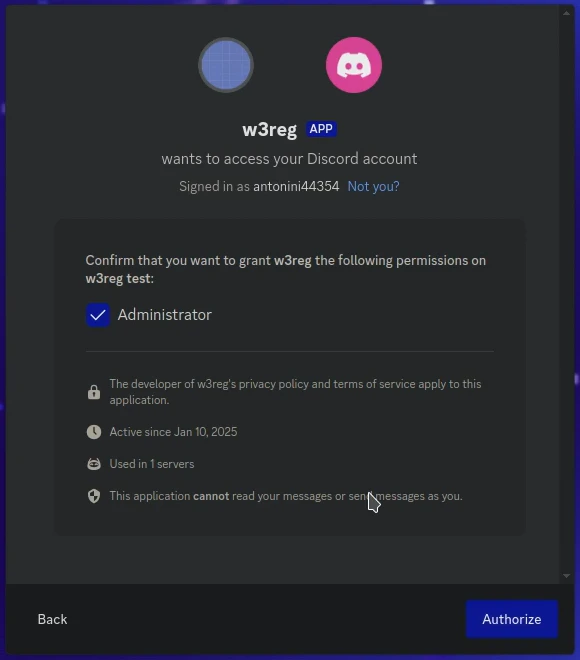 w3reg APP
wants to access your Discord account
Signed in as antonini44354 Not you?
Confirm that you want to grant w3reg the following permissions on
w3reg test:
Administrator
The developer of w3reg's privacy policy and terms of service apply to this
application.
Active since Jan 10, 2025
Used in 1 servers
This application cannot read your messages or send messages as you.
Back
Authorize